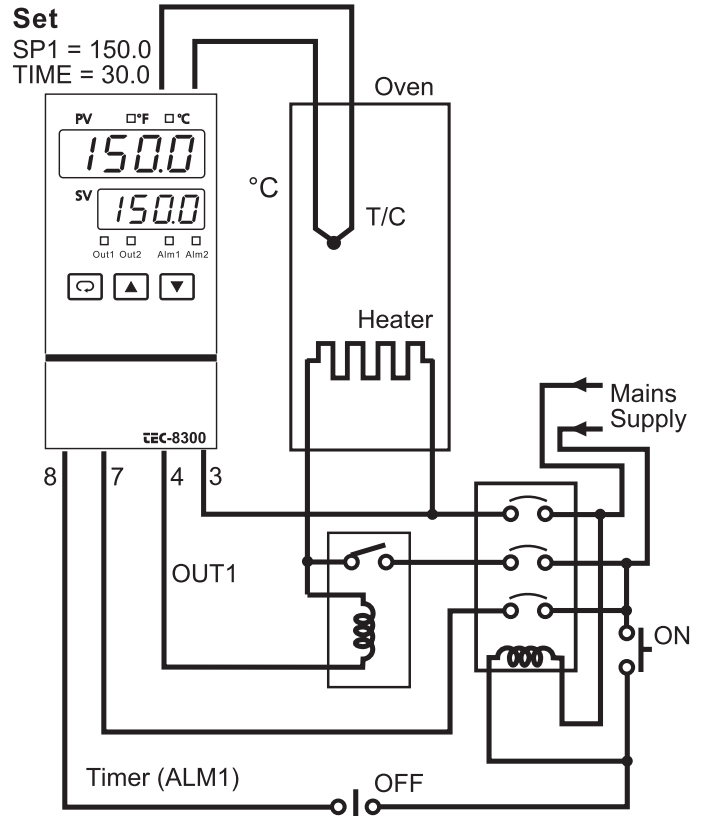 Set
SP1 = 150.0
TIME = 30.0
Oven
PV °F °C
150.0
°C
SV
150.0
T/C
Out1 Out2 Alm1 Alm2
Heater
Mains
Supply
TEC-8300
8 7 4 3
OUT1
ON
Timer (ALM1)
OFF